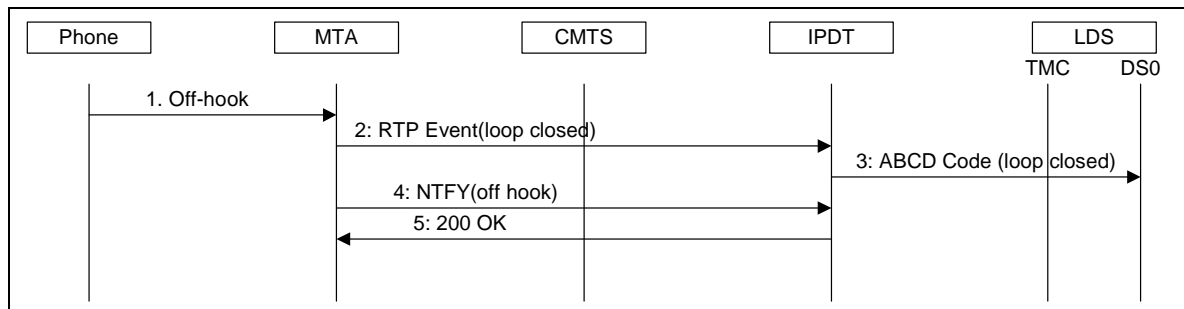 Phone MTA CMTS IPDT LDS
TMC DS0
1. Off-hook
2: RTP Event(loop closed)
3: ABCD Code (loop closed)
4: NTFY(off hook)
5: 200 OK